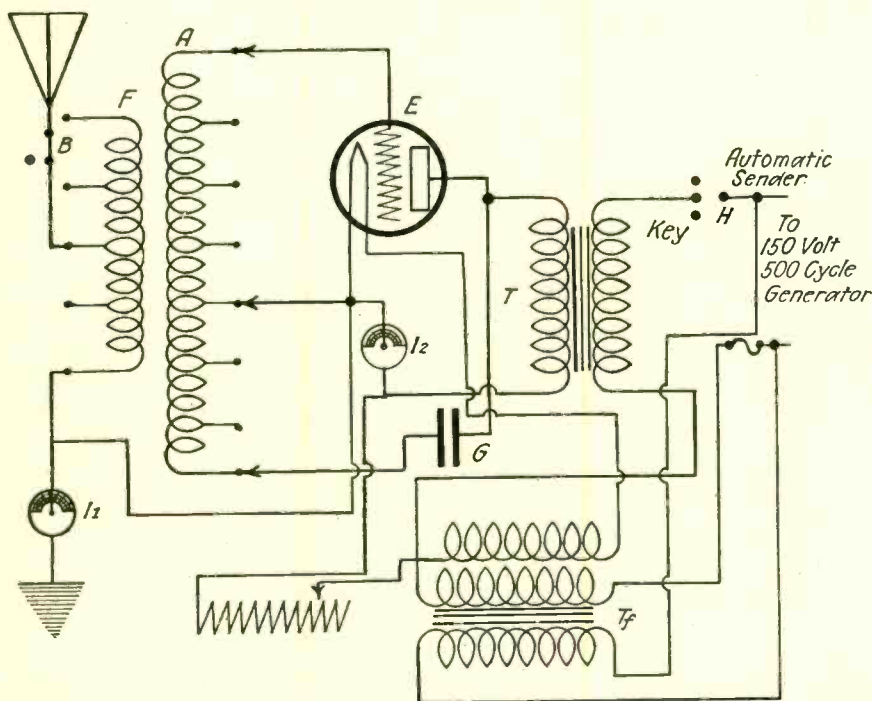 A
F
E
B
Automatic
Sender
H
Key
To
150 Volt
500 Cycle
Generator
T
I2
G
I1
Tf